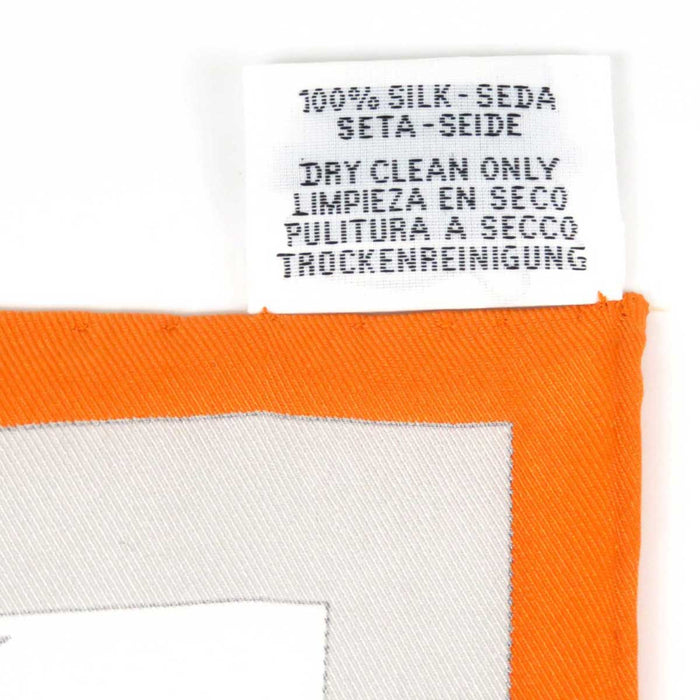 100% SILK - SEDA
SETA - SEIDE
DRY CLEAN ONLY
LIMPIEZA EN SECO
PULITURA A SECCO
TROCKENREINIGUNG